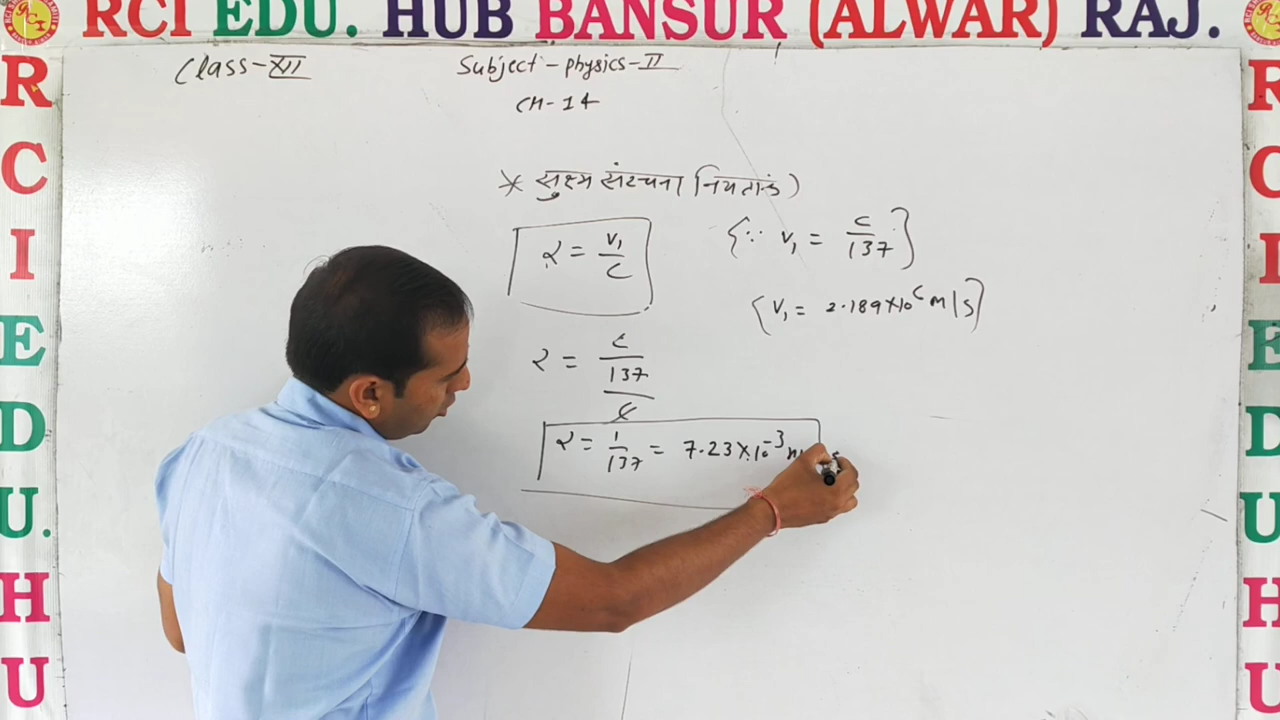 RCI EDU. HUB BANSUR (ALWAR) RAJ.
R C I E D U. H U
R C I E D U H U
Class-XII
Subject-physics-II
CH-14
* सुक्ष्म संरचना नियतांक
α = v₁/c
{∵ v₁ = c/137}
{v₁ = 2.189×10⁶ m/s}
α = c/137/c
α = 1/137 = 7.23×10⁻³